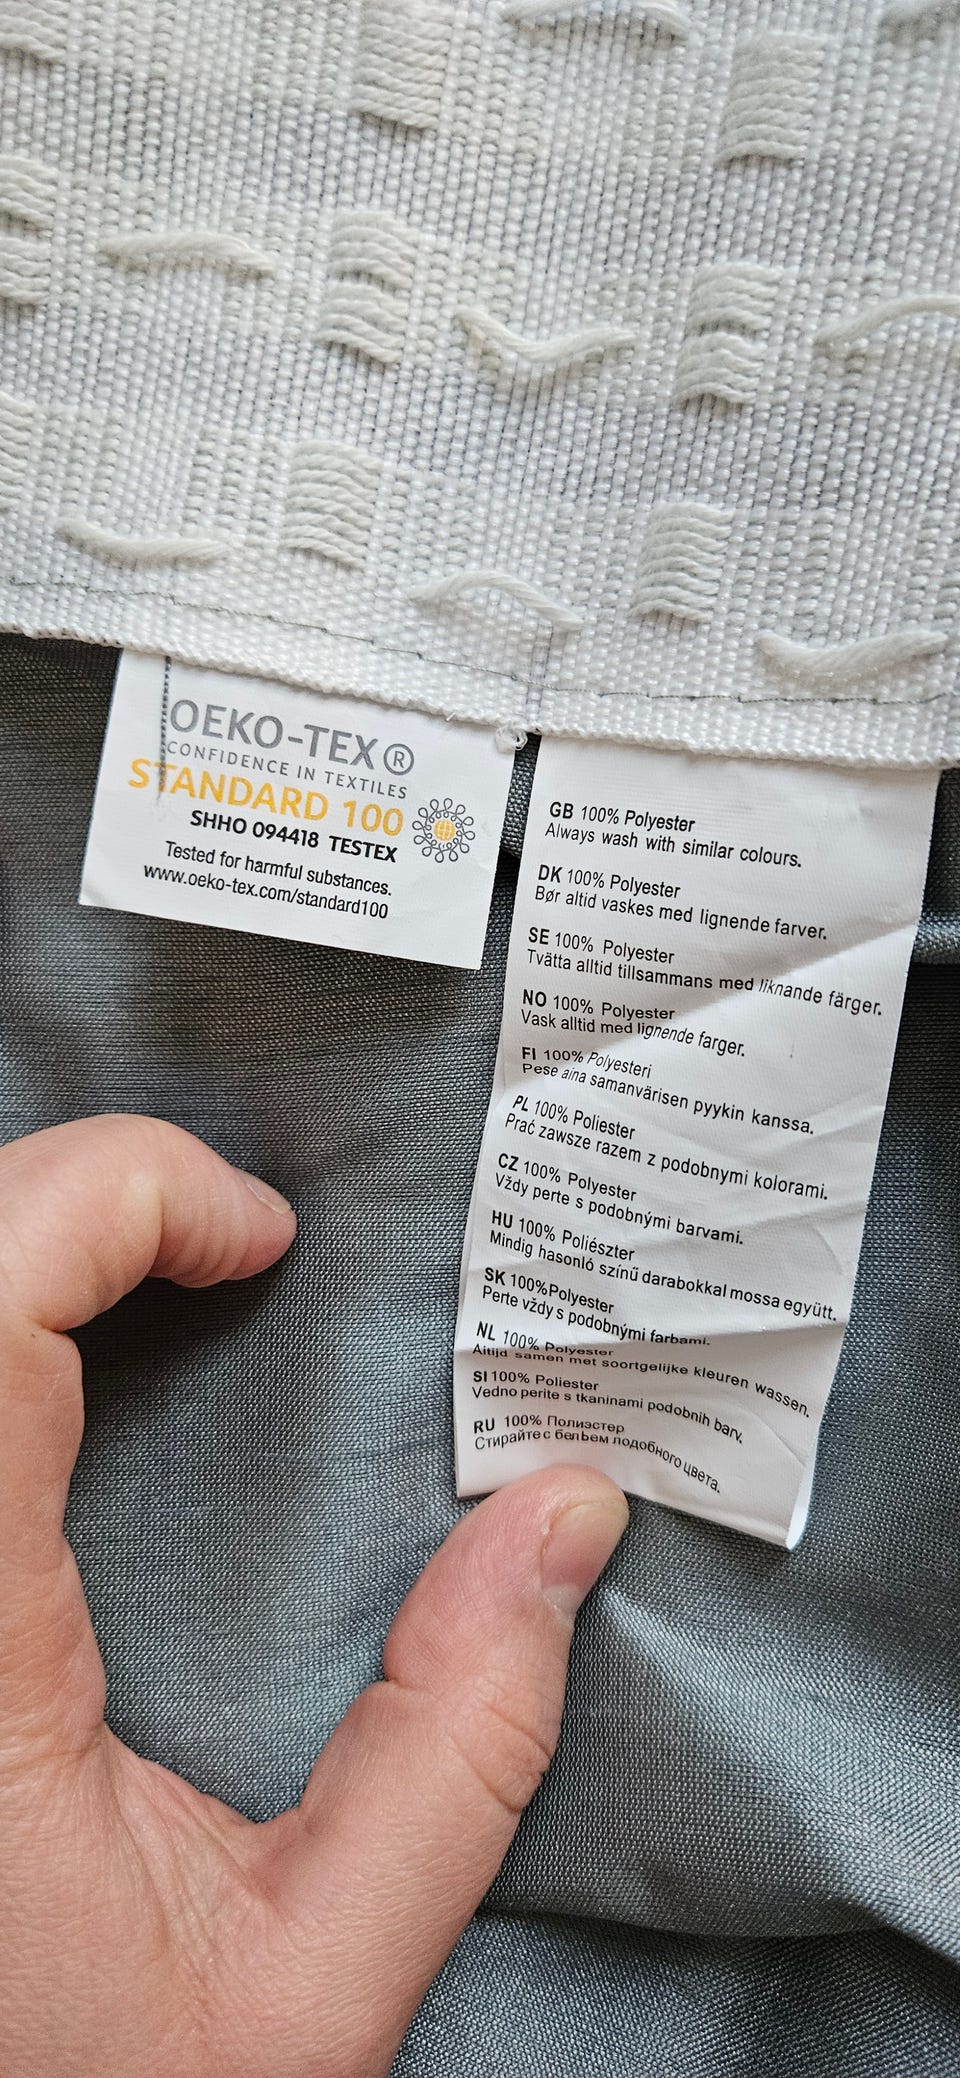 OEKO-TEX®
CONFIDENCE IN TEXTILES
STANDARD 100
SHHO 094418 TESTEX
Tested for harmful substances.
www.oeko-tex.com/standard100
GB 100% Polyester
Always wash with similar colours.
DK 100% Polyester
Bør altid vaskes med lignende farver.
SE 100% Polyester
Tvätta alltid tillsammans med liknande färger.
NO 100% Polyester
Vask alltid med lignende farger.
FI 100% Polyesteri
Pese aina samanvärisen pyykin kanssa.
PL 100% Poliester
Prać zawsze razem z podobnymi kolorami.
CZ 100% Polyester
Vždy perte s podobnými barvami.
HU 100% Poliészter
Mindig hasonló színű darabokkal mossa együtt.
SK 100%Polyester
Perte vždy s podobnými farbami.
NL 100% Polyester
Altijd samen met soortgelijke kleuren wassen.
SI 100% Poliester
Vedno perite s tkaninami podobnih barv.
RU 100% Полиэстер
Стирайте с бельем подобного цвета.